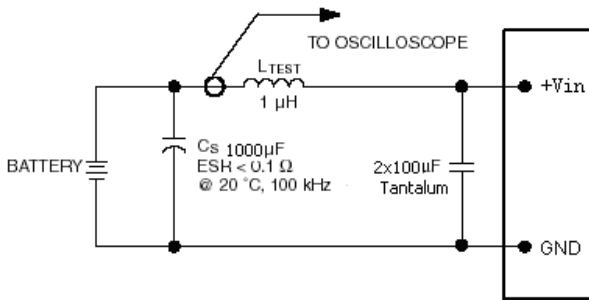 TO OSCILLOSCOPE
LTEST
1 µH
+Vin
BATTERY
Cs 1000µF
ESR < 0.1 Ω
@ 20 °C, 100 kHz
2x100µF
Tantalum
GND